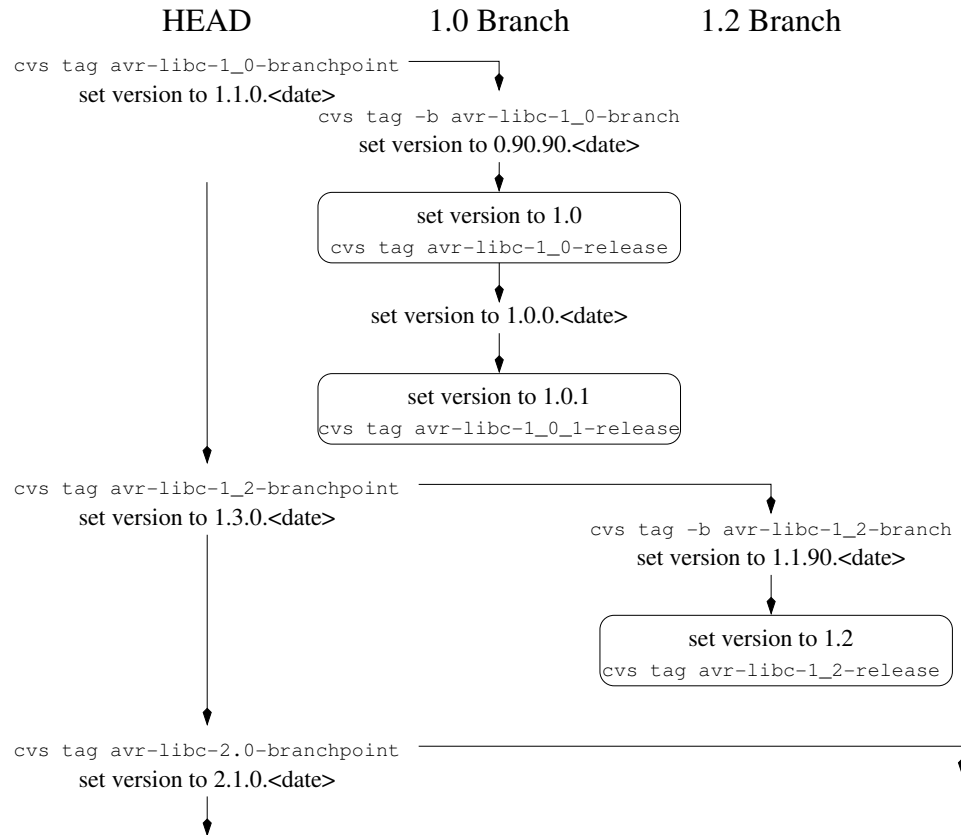 HEAD
1.0 Branch
1.2 Branch
cvs tag avr-libc-1_0-branchpoint
set version to 1.1.0.<date>
cvs tag -b avr-libc-1_0-branch
set version to 0.90.90.<date>
set version to 1.0
cvs tag avr-libc-1_0-release
set version to 1.0.0.<date>
set version to 1.0.1
cvs tag avr-libc-1_0_1-release
cvs tag avr-libc-1_2-branchpoint
set version to 1.3.0.<date>
cvs tag -b avr-libc-1_2-branch
set version to 1.1.90.<date>
set version to 1.2
cvs tag avr-libc-1_2-release
cvs tag avr-libc-2.0-branchpoint
set version to 2.1.0.<date>